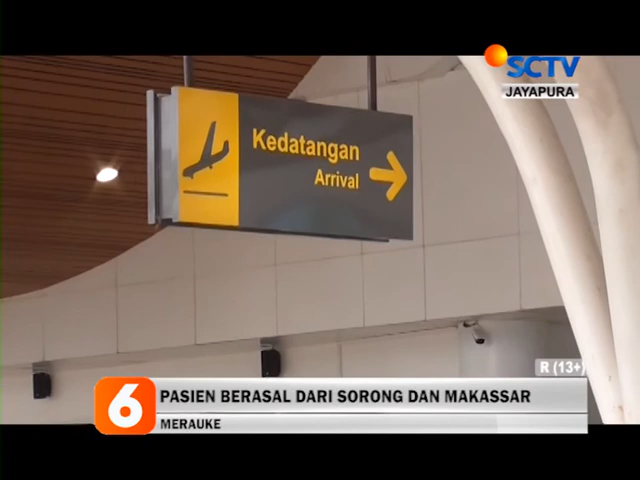 SCTV
JAYAPURA
Kedatangan
Arrival
R (13+)
6
PASIEN BERASAL DARI SORONG DAN MAKASSAR
MERAUKE